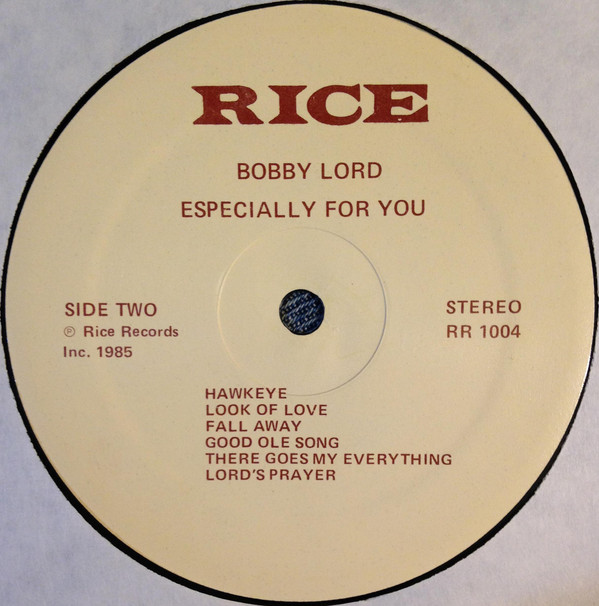 RICE
BOBBY LORD
ESPECIALLY FOR YOU
SIDE TWO
℗ Rice Records
Inc. 1985
STEREO
RR 1004
HAWKEYE
LOOK OF LOVE
FALL AWAY
GOOD OLE SONG
THERE GOES MY EVERYTHING
LORD'S PRAYER